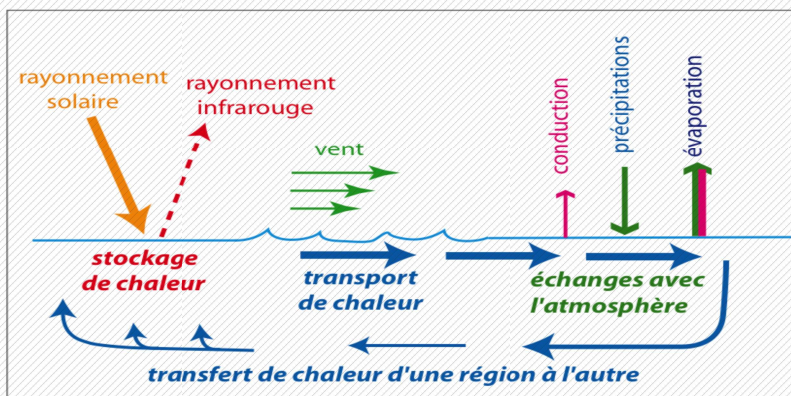 rayonnement
solaire
rayonnement
infrarouge
vent
conduction
précipitations
évaporation
stockage
de chaleur
transport
de chaleur
échanges avec
l'atmosphère
transfert de chaleur d'une région à l'autre